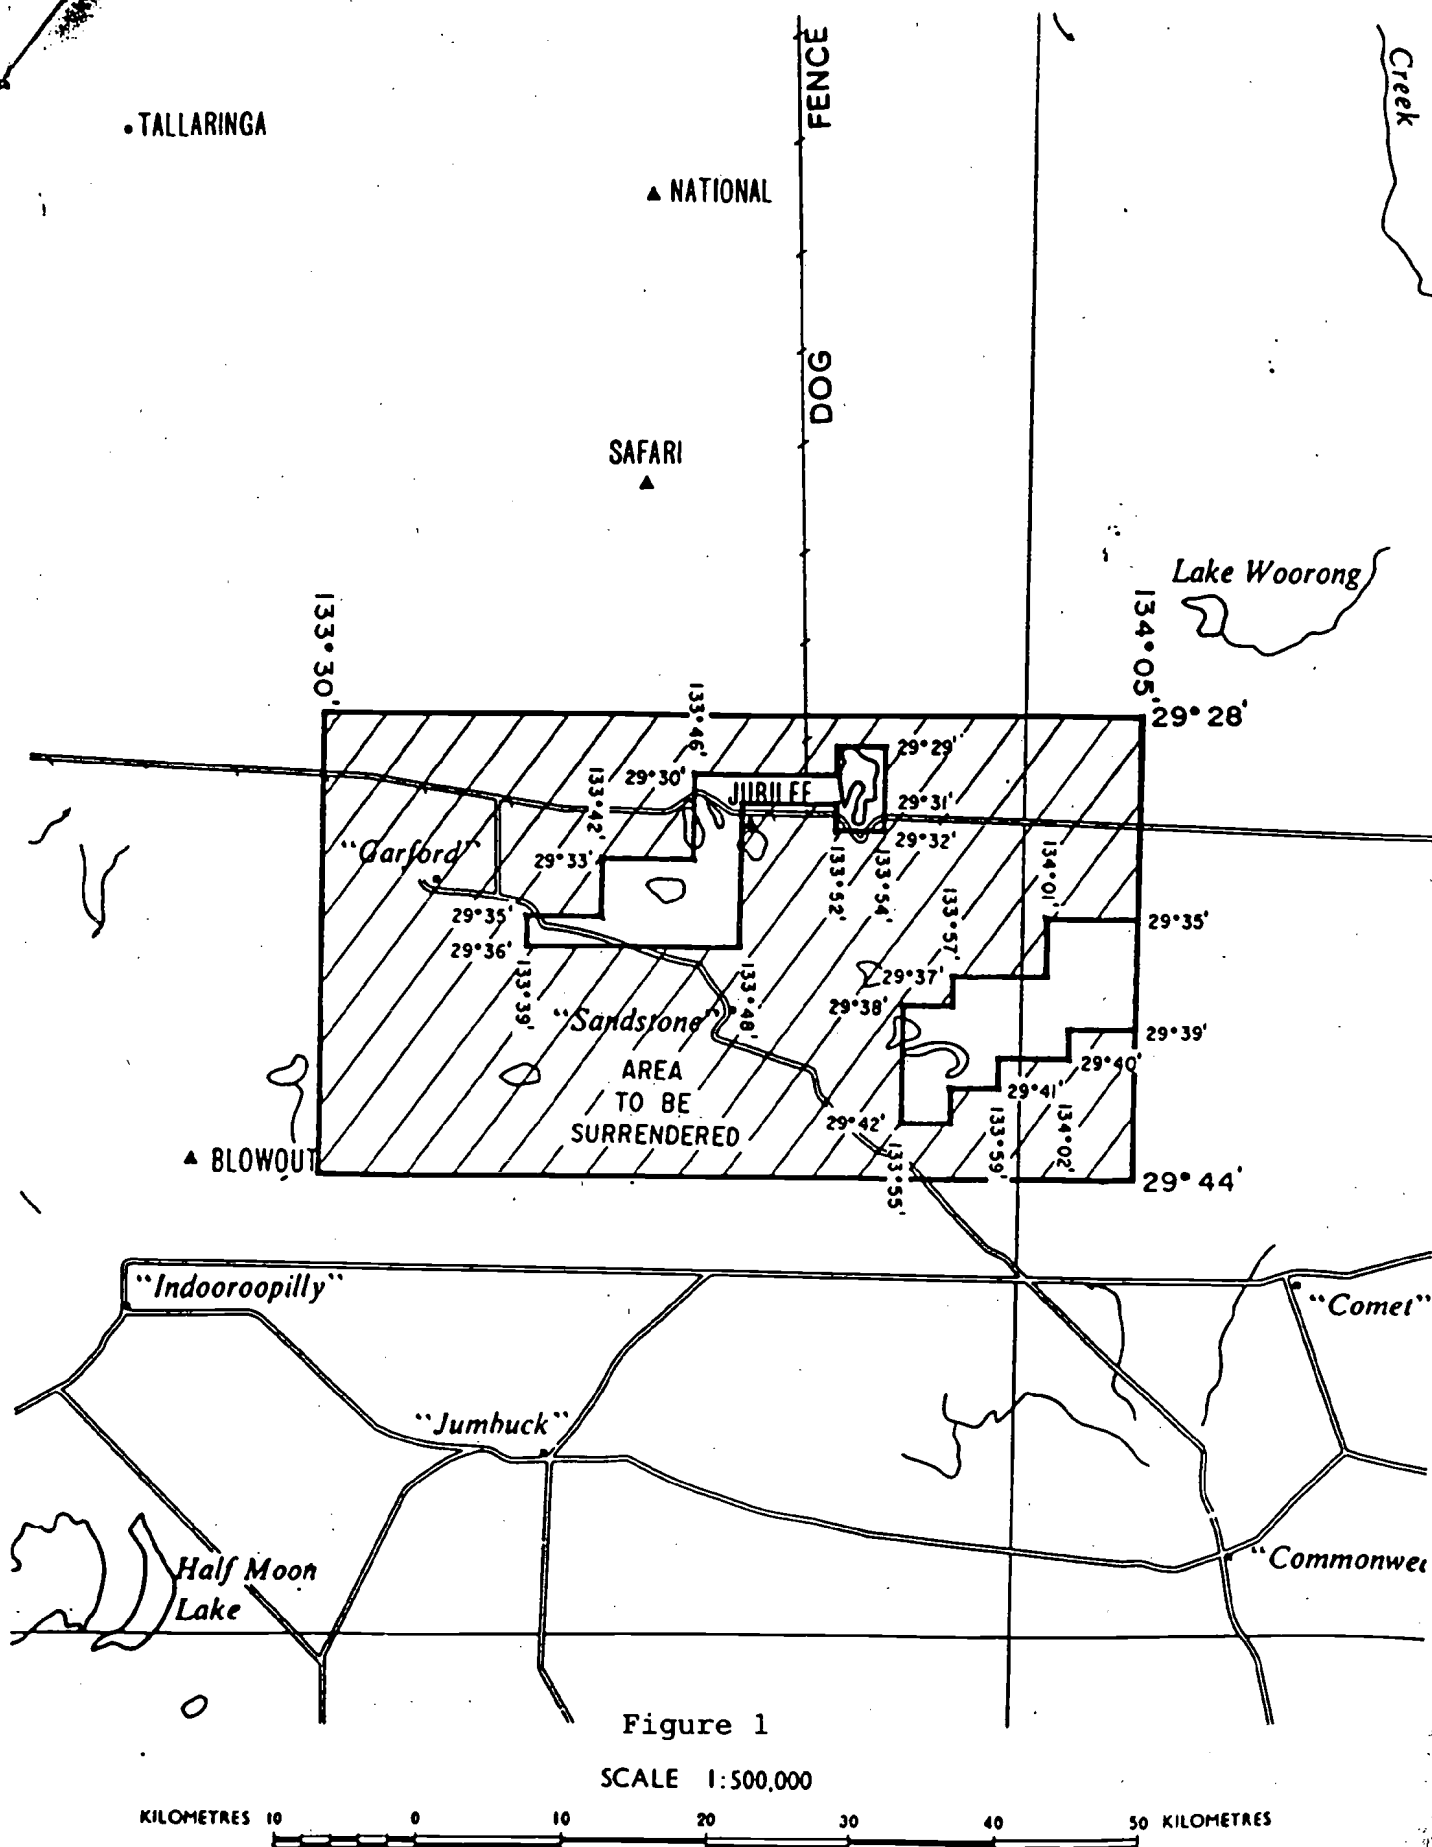 FENCE
Creek
TALLARINGA
NATIONAL
DOG
SAFARI
Lake Woorong
133°30'
134°05'
133°46'
29°28'
29°29'
29°30'
133°42'
JUBILEE
29°31'
29°32'
"Garford"
29°33'
133°52'
133°54'
134°01'
133°57'
29°35'
29°35'
29°36'
29°37'
133°39'
133°48'
29°38'
"Sandstone"
29°39'
AREA
TO BE
SURRENDERED
29°40'
29°41'
29°42'
133°59'
134°02'
133°55'
BLOWOUT
29°44'
"Indooroopilly"
"Comet"
"Jumbuck"
Half Moon
Lake
"Commonwe
Figure 1
SCALE 1:500,000
KILOMETRES 10 0 10 20 30 40 50 KILOMETRES